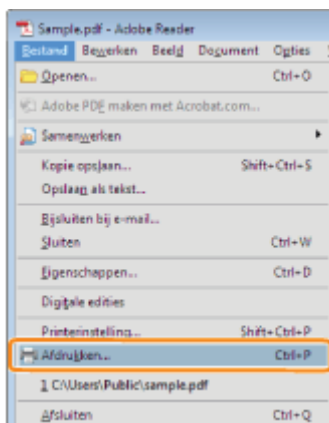 Sample.pdf - Adobe Reader
Bestand Bewerken Beeld Document Opties
Openen... Ctrl+O
Adobe PDF maken met Acrobat.com...
Samenwerken
Kopie opslaan... Shift+Ctrl+S
Opslaan als tekst...
Bijsluiten bij e-mail...
Sluiten Ctrl+W
Eigenschappen... Ctrl+D
Digitale edities
Printerinstelling... Shift+Ctrl+P
Afdrukken... Ctrl+P
1 C:\Users\Public\sample.pdf
Afsluiten Ctrl+Q